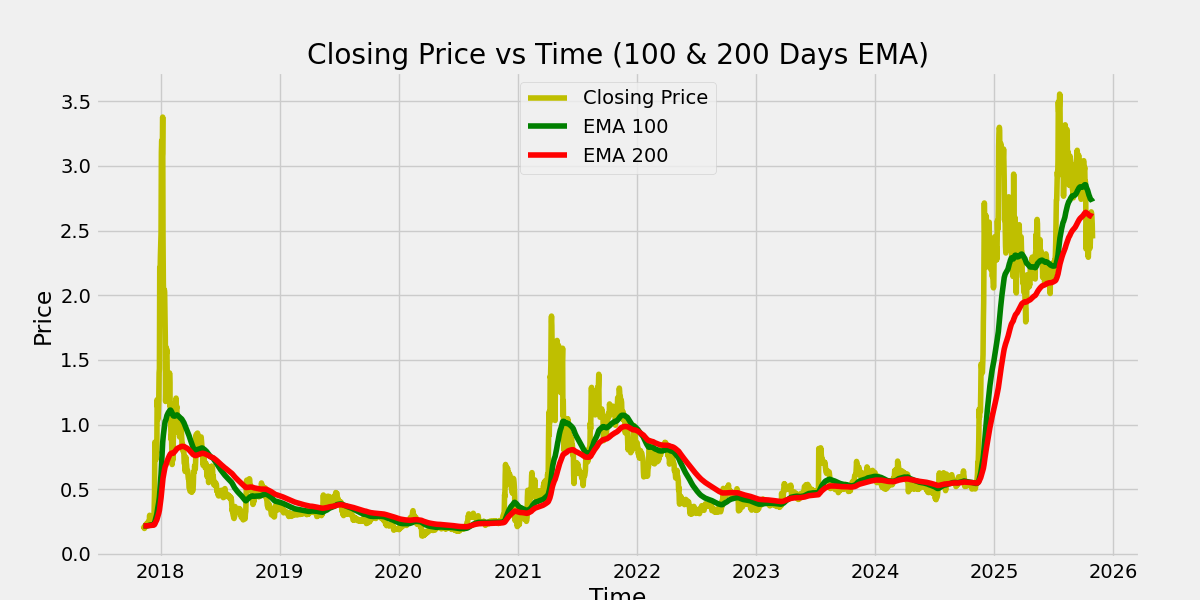 Closing Price vs Time (100 & 200 Days EMA)
Closing Price
EMA 100
EMA 200
3.5
3.0
2.5
2.0
1.5
1.0
0.5
0.0
Price
2018 2019 2020 2021 2022 2023 2024 2025 2026
Time